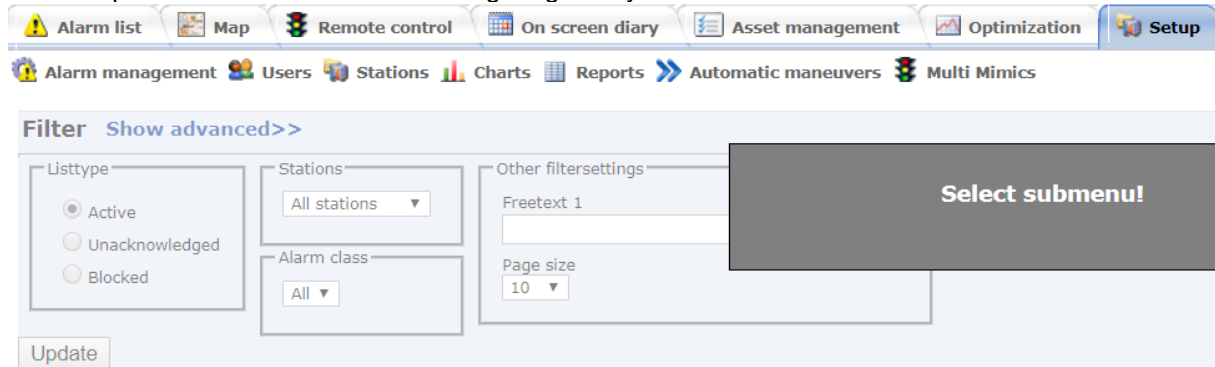 Alarm list Map Remote control On screen diary Asset management Optimization Setup
Alarm management Users Stations Charts Reports Automatic maneuvers Multi Mimics
Filter Show advanced>>
Listtype Stations Other filtersettings
Active All stations Freetext 1
Unacknowledged
Blocked
Alarm class
All
Page size
10
Select submenu!
Update